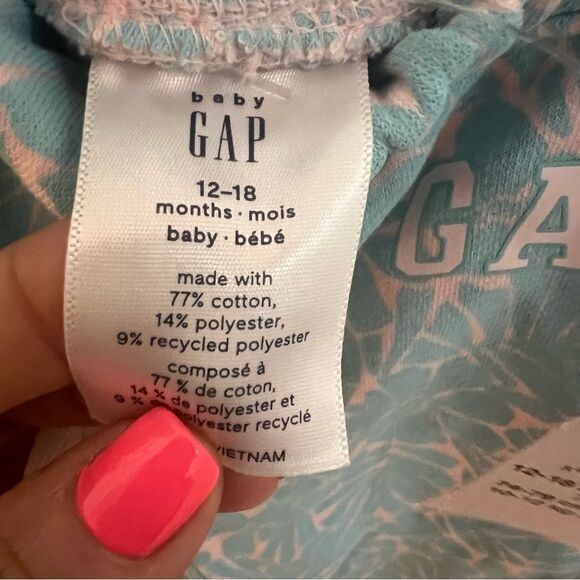 baby
GAP
12–18
months · mois
baby · bébé
made with
77% cotton,
14% polyester,
9% recycled polyester
composé à
77 % de coton,
14 % de polyester et
9 % de polyester recyclé
VIETNAM
GA